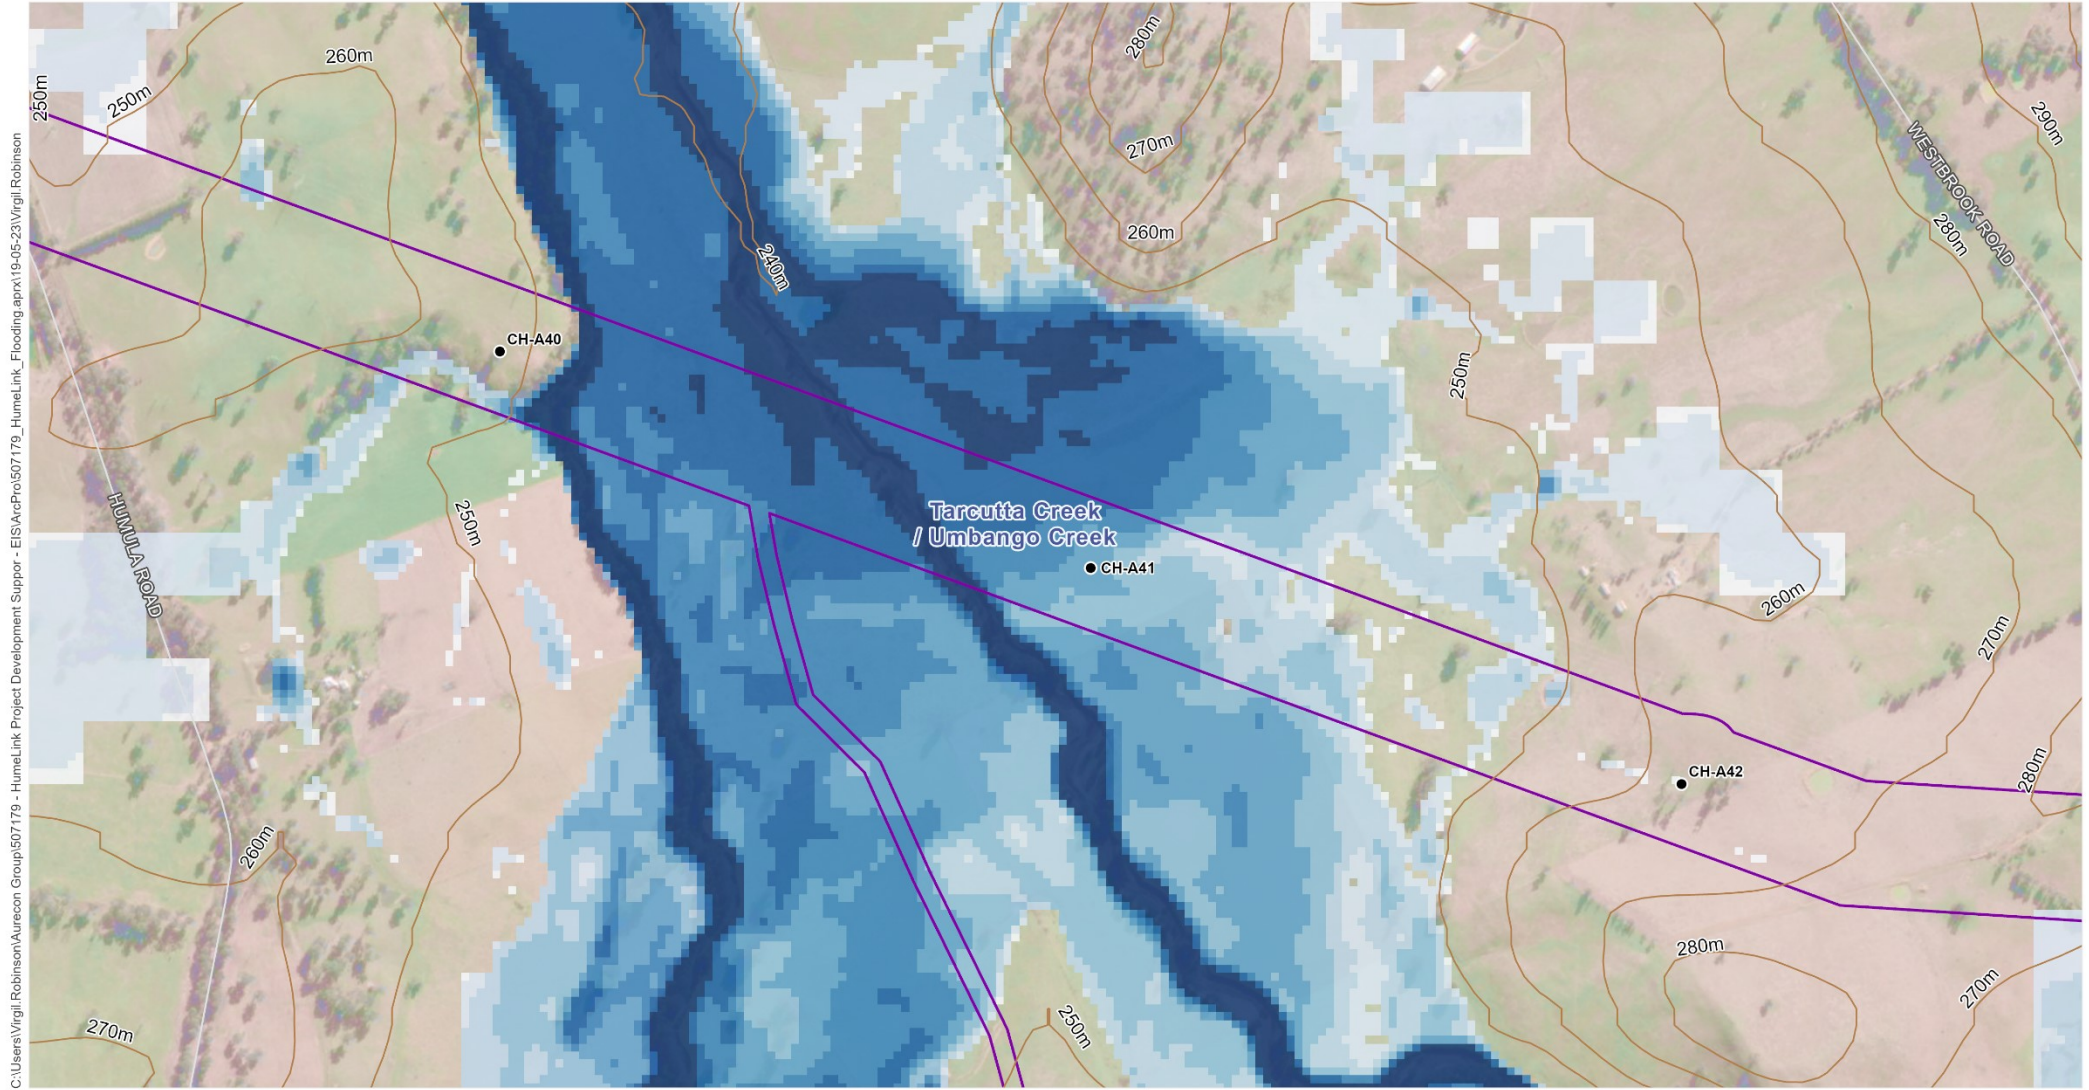 C:\Users\Virgil.Robinson\Aurecon Group\507179 - HumeLink Project Development Suppor - EIS\ArcPro\507179_HumeLink_Flooding.aprx\19-05-23\Virgil.Robinson
250m
250m
260m
280m
270m
260m
WESTBROOK ROAD
290m
280m
240m
CH-A40
250m
HUMULA ROAD
250m
Tarcutta Creek
/ Umbango Creek
CH-A41
260m
270m
CH-A42
280m
260m
280m
270m
270m
250m